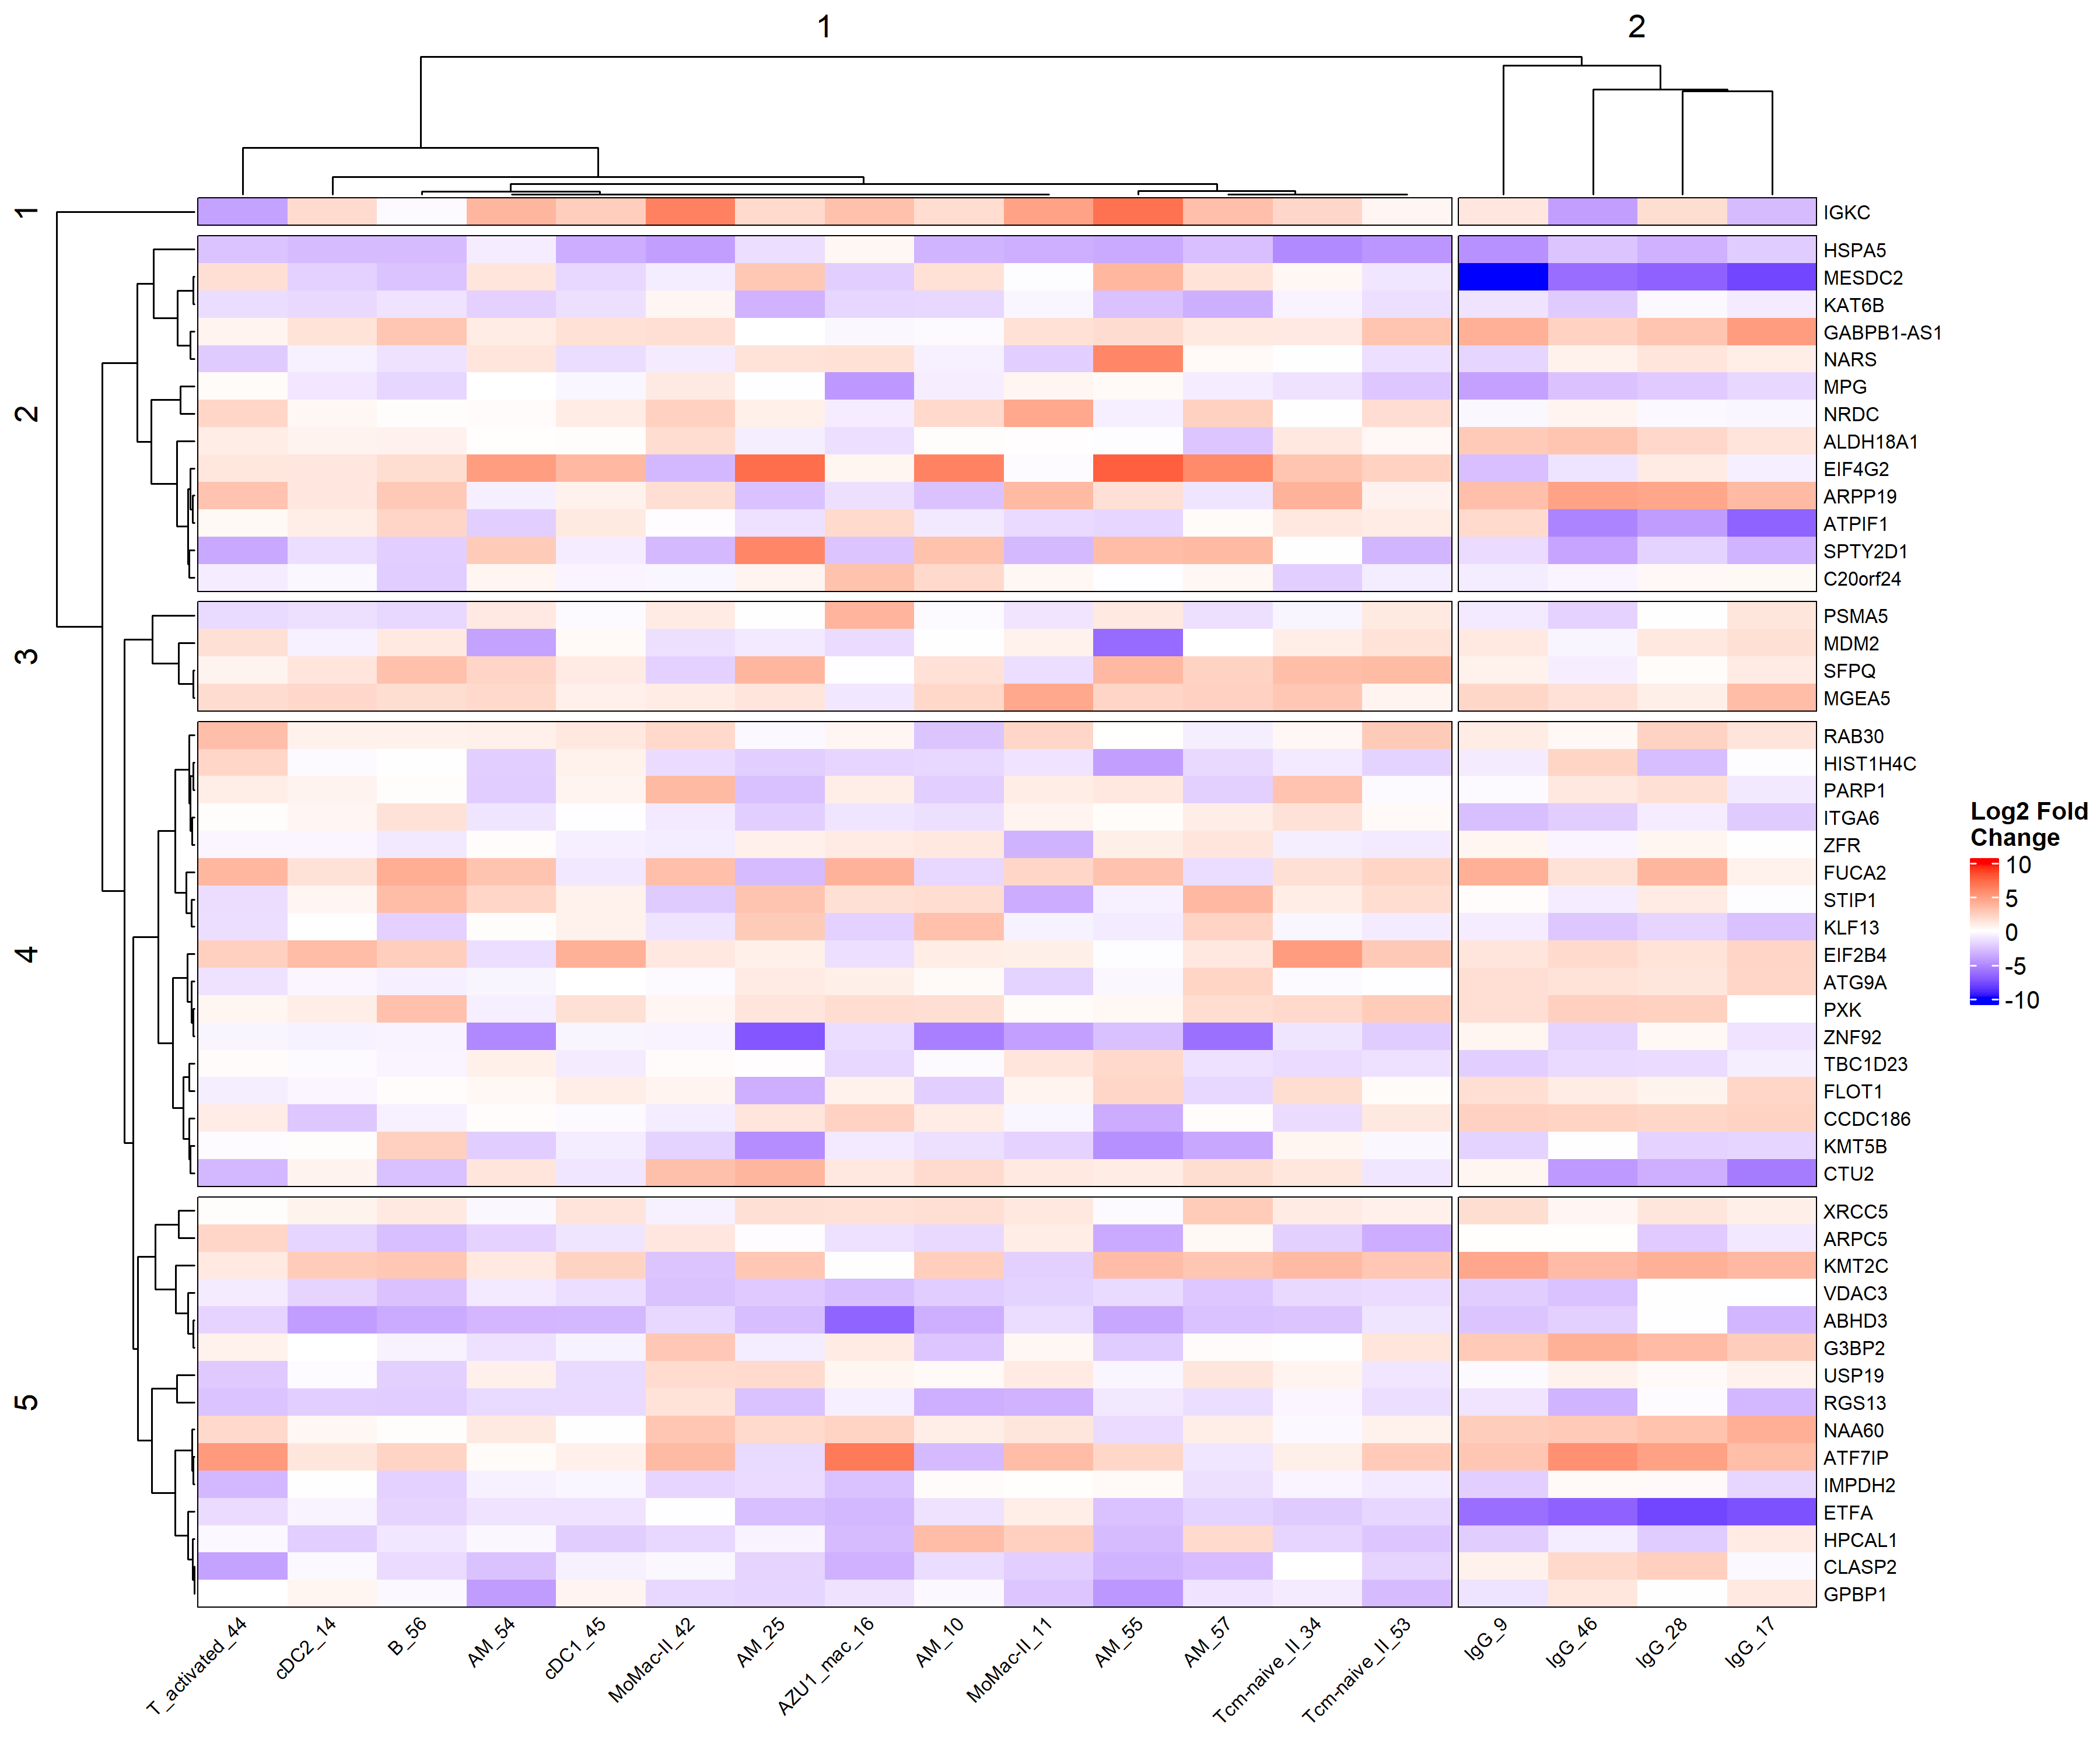 1
2
1
IGKC
2
HSPA5
MESDC2
KAT6B
GABPB1-AS1
NARS
MPG
NRDC
ALDH18A1
EIF4G2
ARPP19
ATPIF1
SPTY2D1
C20orf24
3
PSMA5
MDM2
SFPQ
MGEA5
4
RAB30
HIST1H4C
PARP1
ITGA6
ZFR
FUCA2
STIP1
KLF13
EIF2B4
ATG9A
PXK
ZNF92
TBC1D23
FLOT1
CCDC186
KMT5B
CTU2
5
XRCC5
ARPC5
KMT2C
VDAC3
ABHD3
G3BP2
USP19
RGS13
NAA60
ATF7IP
IMPDH2
ETFA
HPCAL1
CLASP2
GPBP1
T_activated_44
cDC2_14
B_56
AM_54
cDC1_45
MoMac-II_42
AM_25
AZU1_mac_16
AM_10
MoMac-II_11
AM_55
AM_57
Tcm-naive_II_34
Tcm-naive_II_53
IgG_9
IgG_46
IgG_28
IgG_17
Log2 Fold
Change
10
5
0
-5
-10